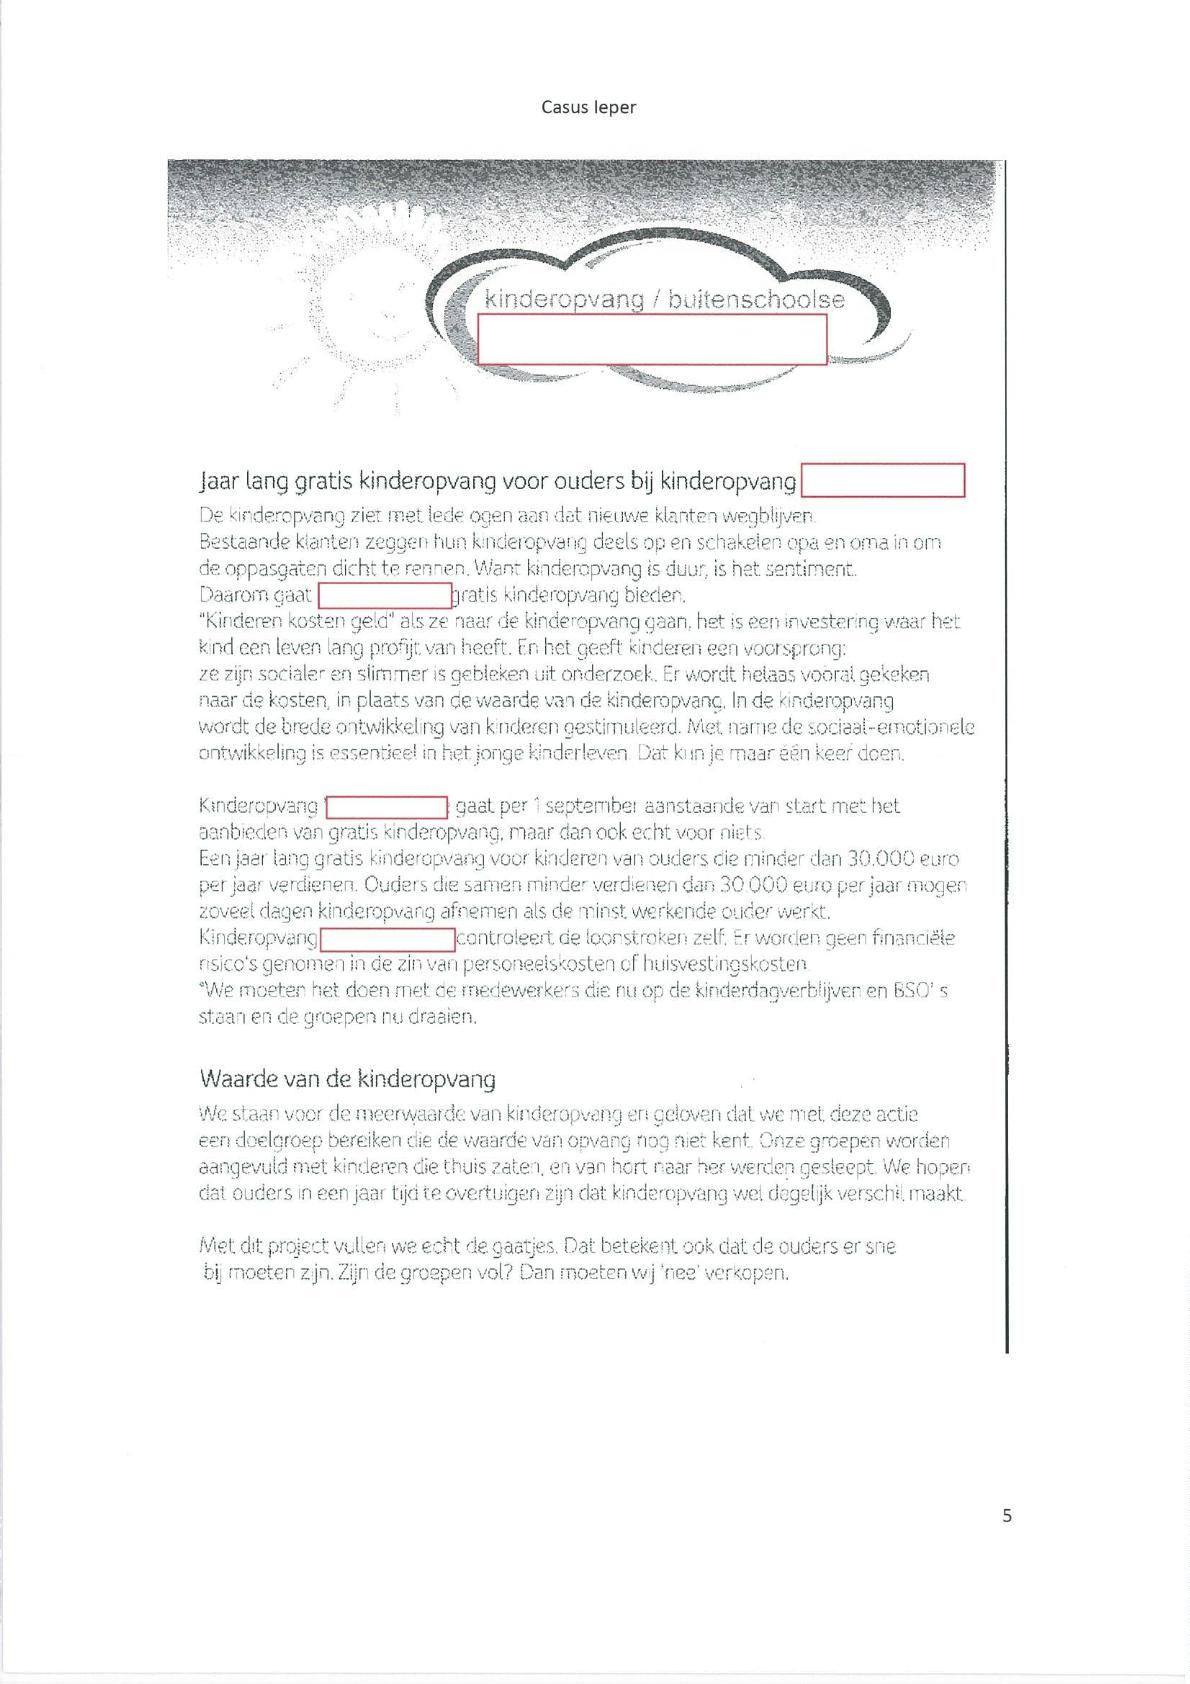 Casus Ieper
kinderopvang / buitenschoolse
Jaar lang gratis kinderopvang voor ouders bij kinderopvang
De kinderopvang ziet met lede ogen aan dat nieuwe klanten wegblijven.
Bestaande klanten zeggen hun kinderopvang deels op en schakelen opa en oma in om
de oppasgaten dicht te rennen. Want kinderopvang is duur, is het sentiment.
Daarom gaat gratis kinderopvang bieden.
"Kinderen kosten geld" als ze naar de kinderopvang gaan, het is een investering waar het
kind een leven lang profijt van heeft. En het geeft kinderen een voorsprong:
ze zijn socialer en slimmer is gebleken uit onderzoek. Er wordt helaas vooral gekeken
naar de kosten, in plaats van de waarde van de kinderopvang. In de kinderopvang
wordt de brede ontwikkeling van kinderen gestimuleerd. Met name de sociaal-emotionele
ontwikkeling is essentieel in het jonge kinderleven. Dat kun je maar één keer doen.
Kinderopvang gaat per 1 september aanstaande van start met het
aanbieden van gratis kinderopvang, maar dan ook echt voor niets.
Een jaar lang gratis kinderopvang voor kinderen van ouders die minder dan 30.000 euro
per jaar verdienen. Ouders die samen minder verdienen dan 30.000 euro per jaar mogen
zoveel dagen kinderopvang afnemen als de minst werkende ouder werkt.
Kinderopvang controleert de loonstroken zelf. Er worden geen financiële
risico's genomen in de zin van personeelskosten of huisvestingskosten.
"We moeten het doen met de medewerkers die nu op de kinderdagverblijven en BSO' s
staan en de groepen nu draaien.
Waarde van de kinderopvang
We staan voor de meerwaarde van kinderopvang en geloven dat we met deze actie
een doelgroep bereiken die de waarde van opvang nog niet kent. Onze groepen worden
aangevuld met kinderen die thuis zaten, en van hort naar her werden gesleept. We hopen
dat ouders in een jaar tijd te overtuigen zijn dat kinderopvang wel degelijk verschil maakt.
Met dit project vullen we echt de gaatjes. Dat betekent ook dat de ouders er sne
bij moeten zijn. Zijn de groepen vol? Dan moeten wij 'nee' verkopen.
5